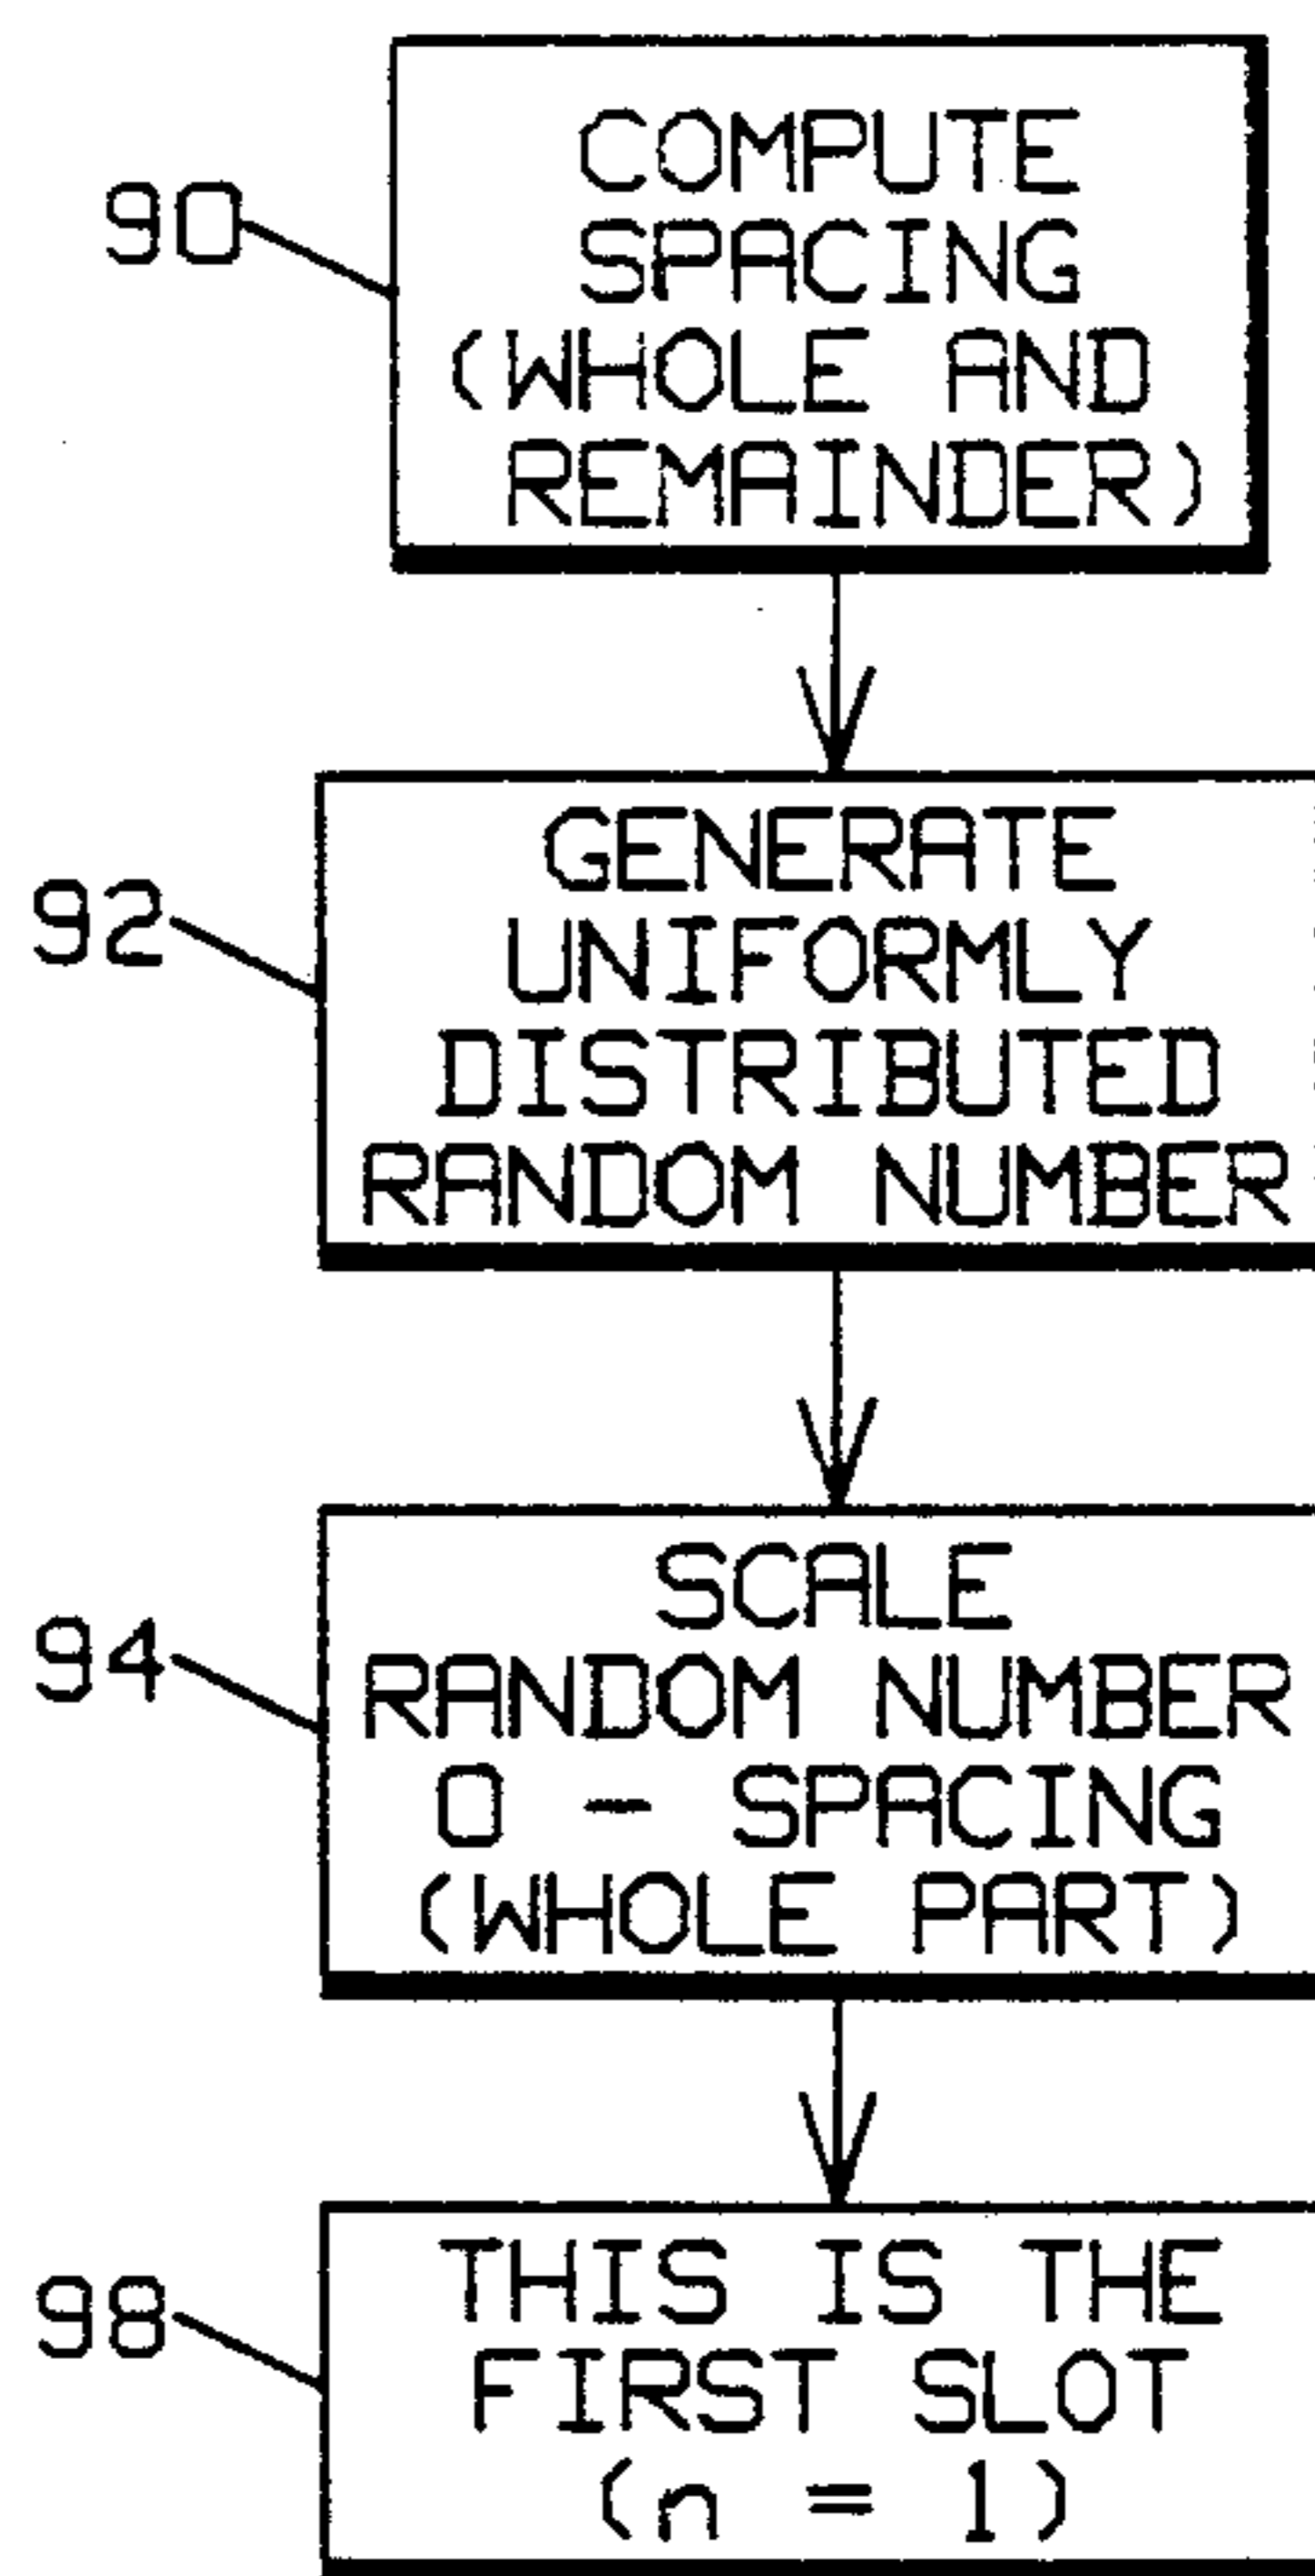 90
COMPUTE
SPACING
(WHOLE AND
REMAINDER)
92
GENERATE
UNIFORMLY
DISTRIBUTED
RANDOM NUMBER
94
SCALE
RANDOM NUMBER
0 - SPACING
(WHOLE PART)
98
THIS IS THE
FIRST SLOT
(n = 1)